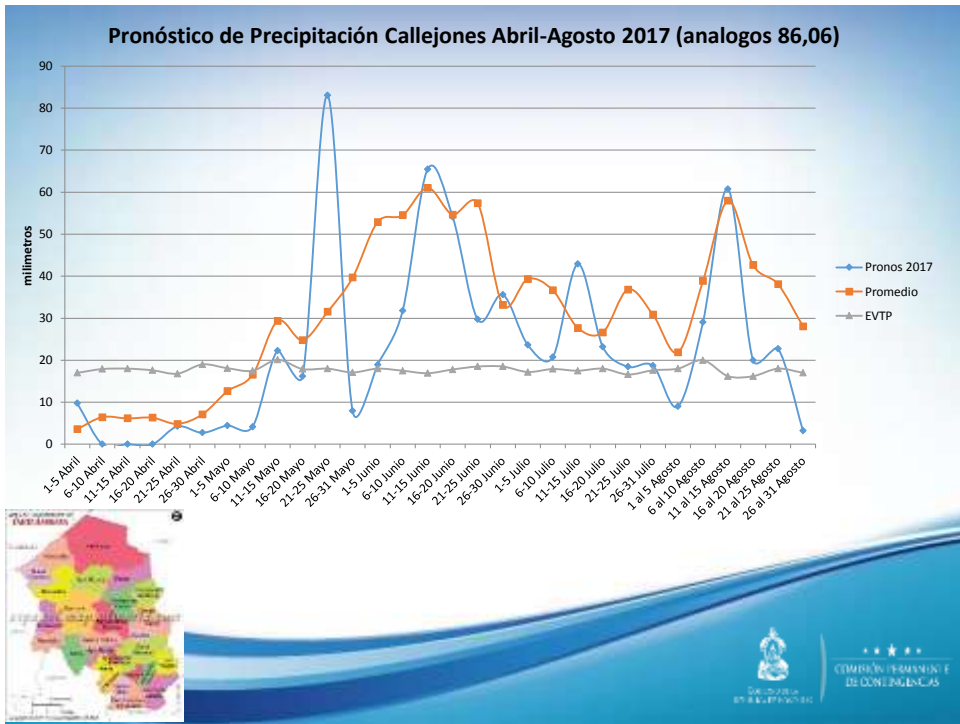 Pronóstico de Precipitación Callejones Abril-Agosto 2017 (analogos 86,06)
90
80
70
60
50
40
30
20
10
0
milimetros
1-5 Abril
6-10 Abril
11-15 Abril
16-20 Abril
21-25 Abril
26-30 Abril
1-5 Mayo
6-10 Mayo
11-15 Mayo
16-20 Mayo
21-25 Mayo
26-31 Mayo
1-5 Junio
6-10 Junio
11-15 Junio
16-20 Junio
21-25 Junio
26-30 Junio
1-5 Julio
6-10 Julio
11-15 Julio
16-20 Julio
21-25 Julio
26-31 Julio
1 al 5 Agosto
6 al 10 Agosto
11 al 15 Agosto
16 al 20 Agosto
21 al 25 Agosto
26 al 31 Agosto
Pronos 2017
Promedio
EVTP
COMISIÓN PERMANENTE
DE CONTINGENCIAS